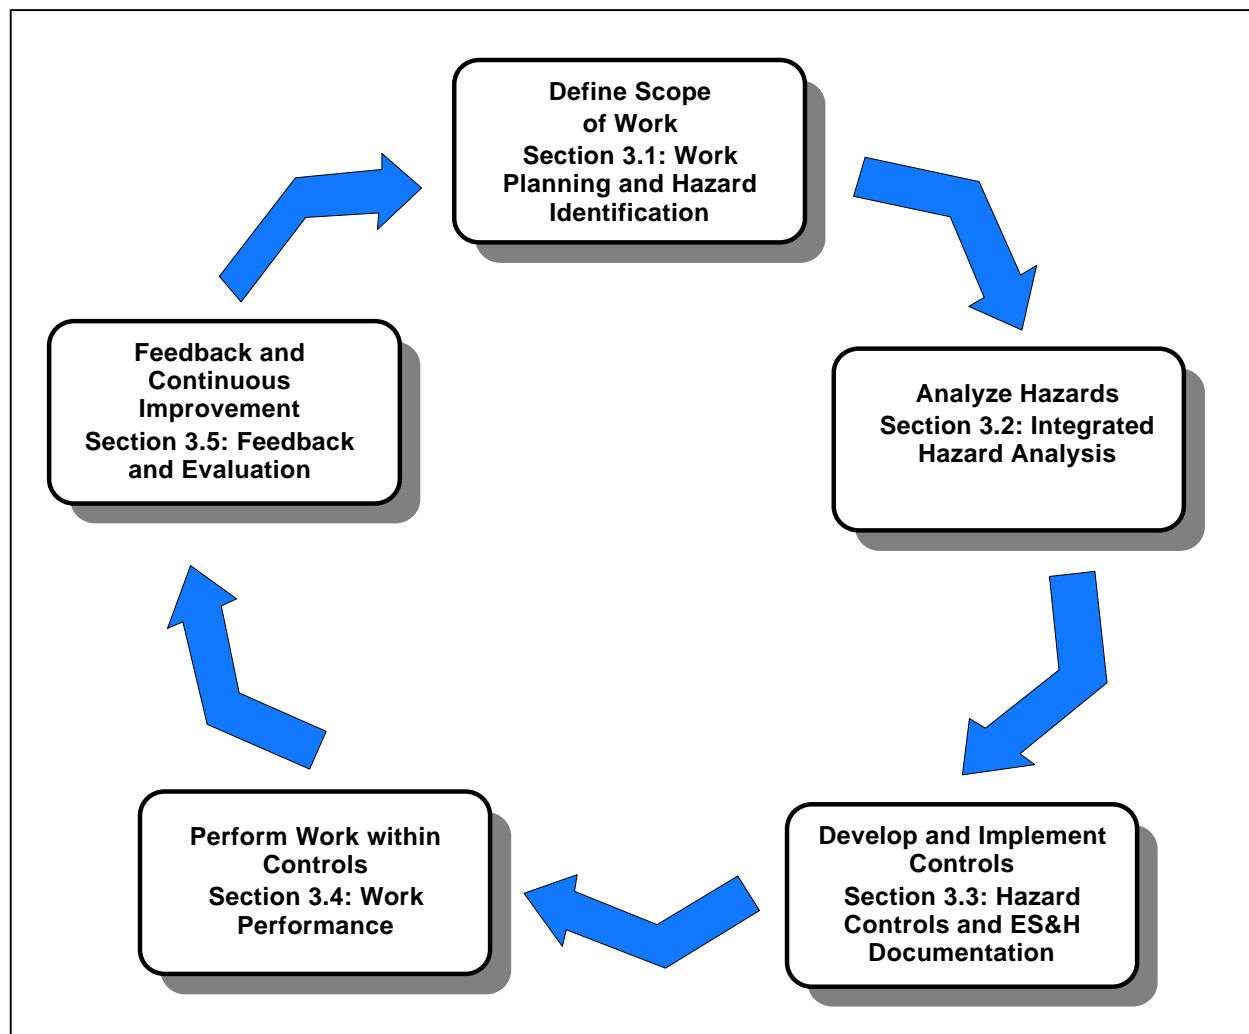 Define Scope
of Work
Section 3.1: Work
Planning and Hazard
Identification
Analyze Hazards
Section 3.2: Integrated
Hazard Analysis
Develop and Implement
Controls
Section 3.3: Hazard
Controls and ES&H
Documentation
Perform Work within
Controls
Section 3.4: Work
Performance
Feedback and
Continuous
Improvement
Section 3.5: Feedback
and Evaluation